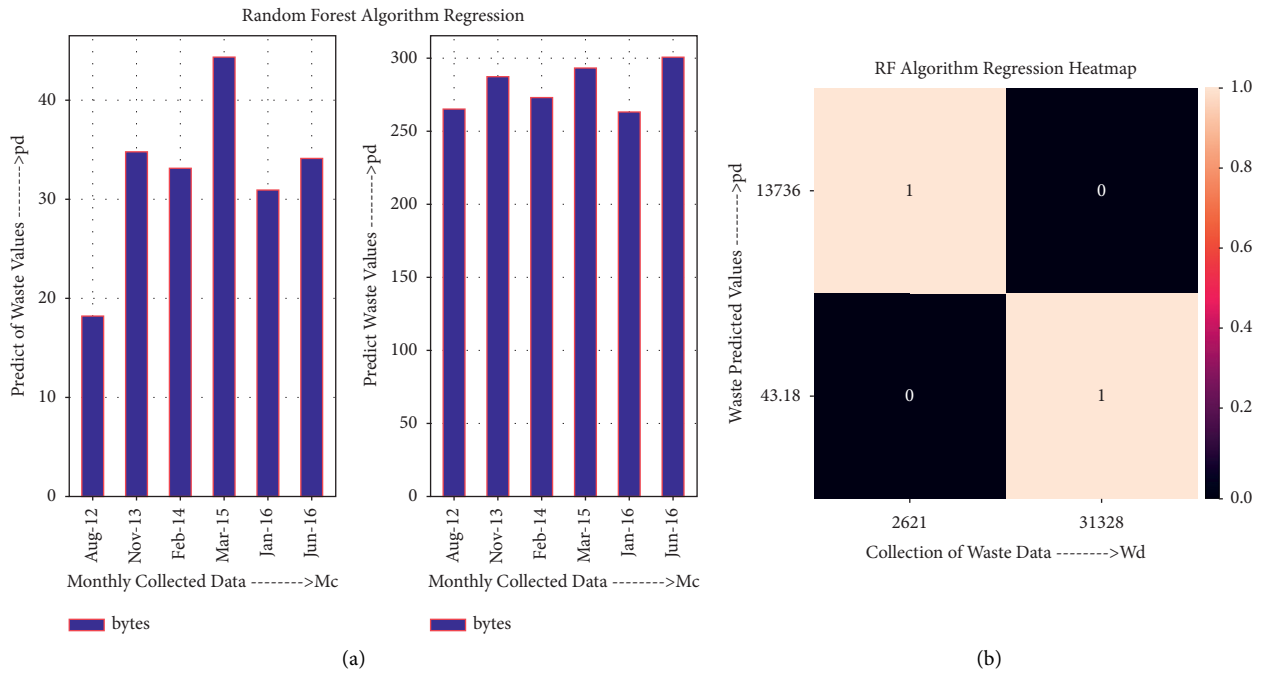 Random Forest Algorithm Regression
Predict of Waste Values ------->pd
40
30
20
10
0
Aug-12
Nov-13
Feb-14
Mar-15
Jan-16
Jun-16
Monthly Collected Data -------->Mc
bytes
Predict Waste Values ------->pd
300
250
200
150
100
50
0
Aug-12
Nov-13
Feb-14
Mar-15
Jan-16
Jun-16
Monthly Collected Data -------->Mc
bytes
(a)
RF Algorithm Regression Heatmap
Waste Predicted Values ------->pd
13736
43.18
1
0
0
1
2621
31328
Collection of Waste Data -------->Wd
1.0
0.8
0.6
0.4
0.2
0.0
(b)